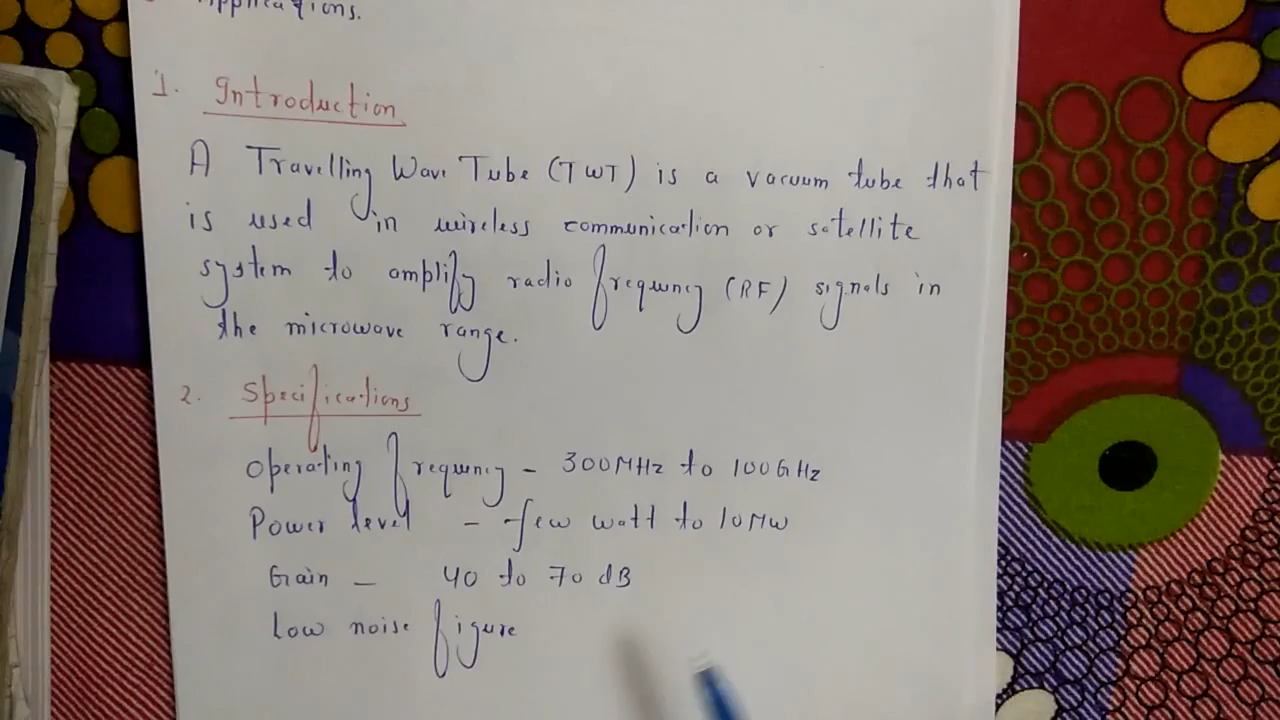 Applications.
1. Introduction
A Travelling Wave Tube (TWT) is a vacuum tube that
is used in wireless communication or satellite
system to amplify radio frequency (RF) signals in
the microwave range.
2. Specifications
Operating frequency - 300MHz to 100GHz
Power level - few watt to 10MW
Gain - 40 to 70 dB
Low noise figure